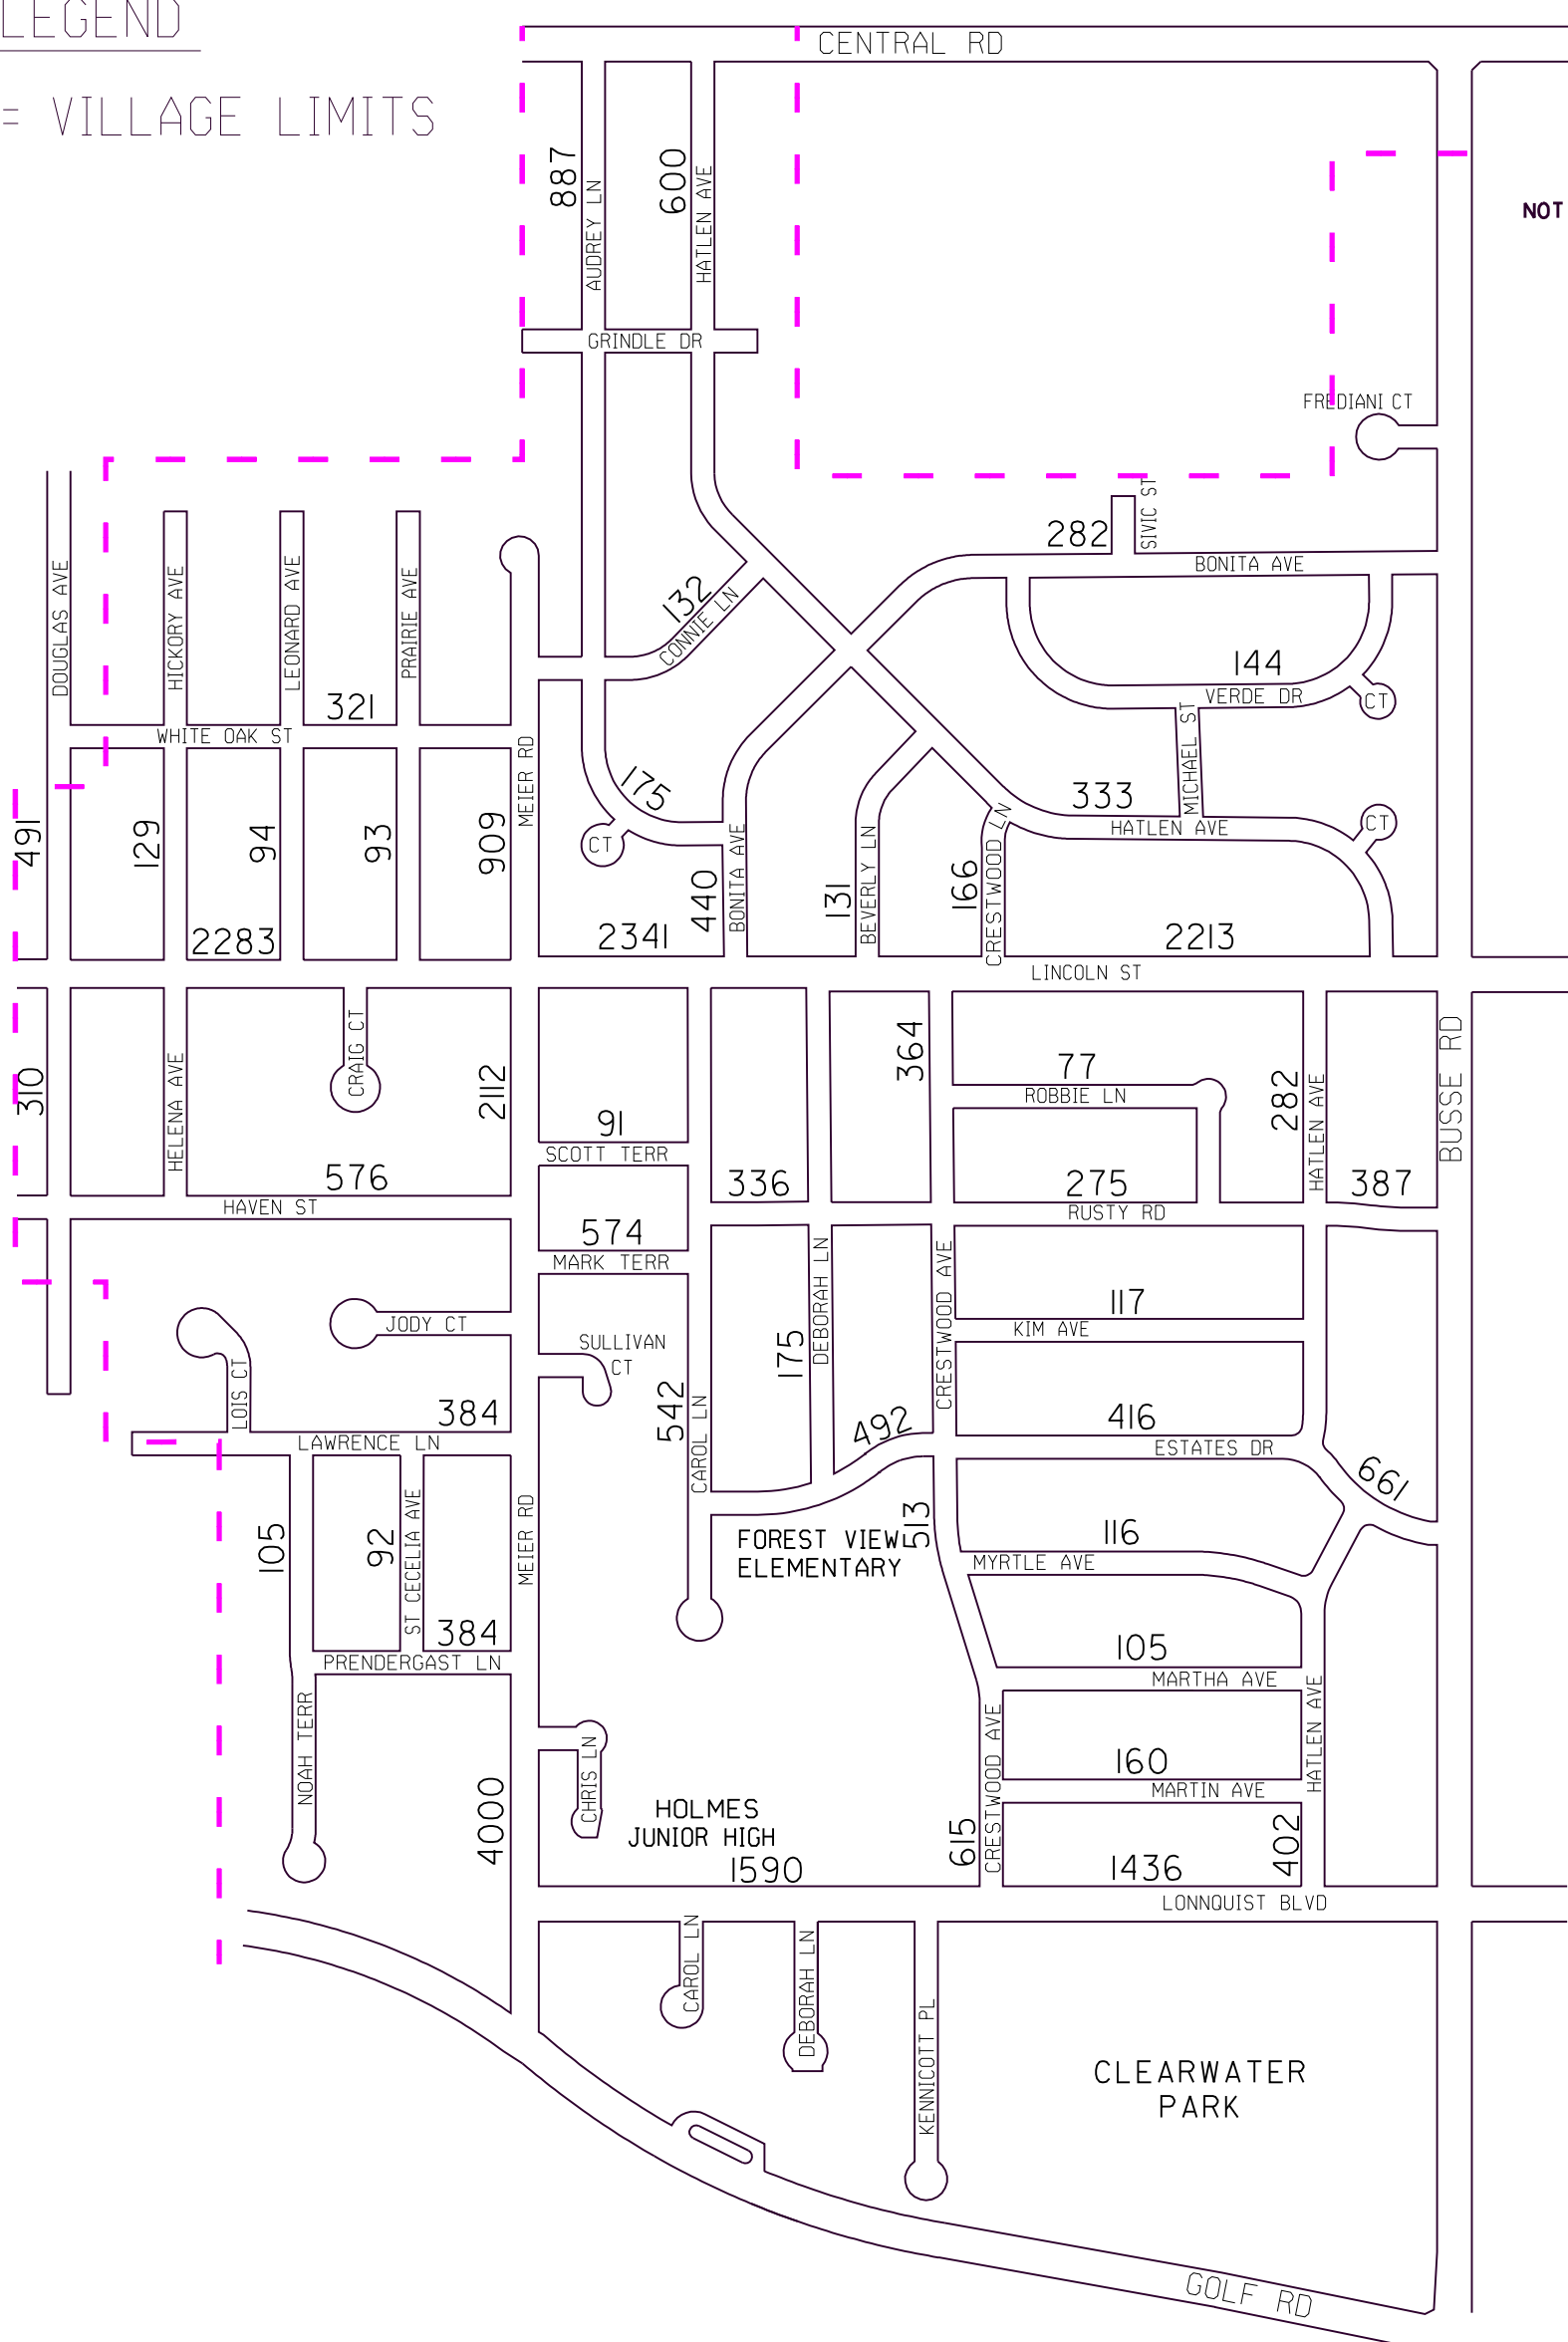 LEGEND
= VILLAGE LIMITS
CENTRAL RD
NOT
887
AUDREY LN
600
HATLEN AVE
GRINDLE DR
FREDIANI CT
282
SIVIC ST
BONITA AVE
DOUGLAS AVE
HICKORY AVE
LEONARD AVE
PRAIRIE AVE
132
CONNIE LN
144
VERDE DR
CT
321
WHITE OAK ST
MEIER RD
175
MICHAEL ST
333
HATLEN AVE
CT
CT
491
129
94
93
909
440
BONITA AVE
131
BEVERLY LN
166
CRESTWOOD LN
2283
2341
2213
LINCOLN ST
310
HELENA AVE
CRAIG CT
2112
91
SCOTT TERR
364
77
ROBBIE LN
282
HATLEN AVE
BUSSE RD
576
HAVEN ST
336
275
RUSTY RD
387
574
MARK TERR
JODY CT
SULLIVAN
CT
175
DEBORAH LN
CRESTWOOD AVE
117
KIM AVE
LOIS CT
384
LAWRENCE LN
542
CAROL LN
492
416
ESTATES DR
661
105
92
ST CECELIA AVE
MEIER RD
FOREST VIEW
ELEMENTARY
513
116
MYRTLE AVE
384
PRENDERGAST LN
105
MARTHA AVE
NOAH TERR
4000
CHRIS LN
HOLMES
JUNIOR HIGH
1590
615
CRESTWOOD AVE
160
MARTIN AVE
HATLEN AVE
402
1436
LONNQUIST BLVD
CAROL LN
DEBORAH LN
KENNICOTT PL
CLEARWATER
PARK
GOLF RD